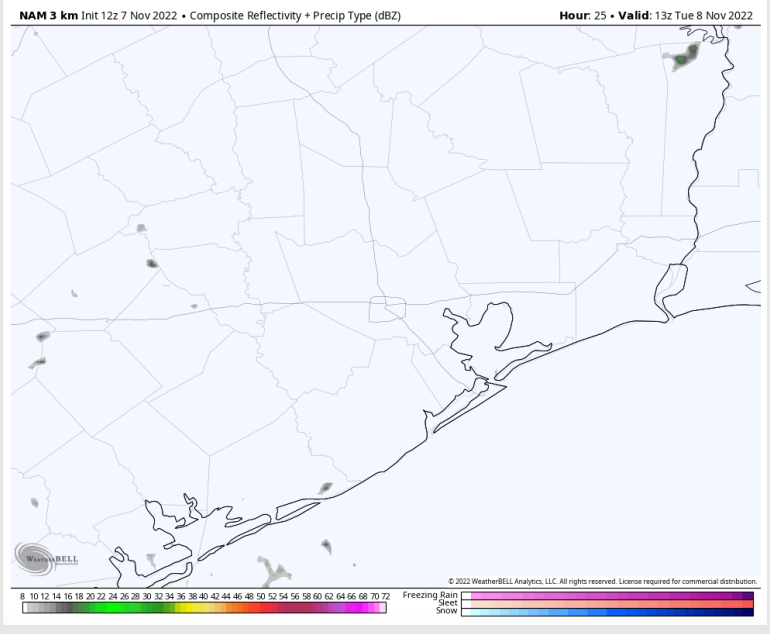 NAM 3 km Init 12z 7 Nov 2022 • Composite Reflectivity + Precip Type (dBZ) Hour: 25 • Valid: 13z Tue 8 Nov 2022
WEATHERBELL
© 2022 WeatherBELL Analytics, LLC. All rights reserved. License required for commercial distribution.
8 10 12 14 16 18 20 22 24 26 28 30 32 34 36 38 40 42 44 46 48 50 52 53 56 58 60 62 64 66 70 72
Freezing Rain
Sleet
Snow